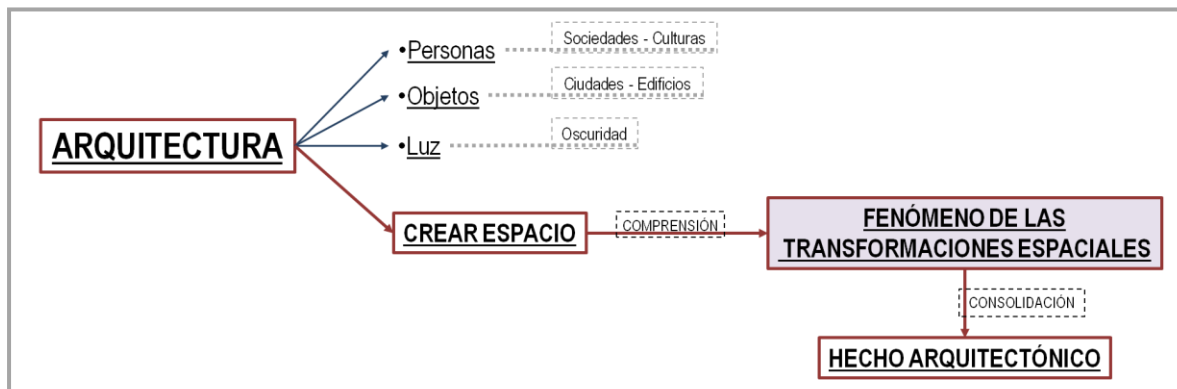 •Personas
Sociedades - Culturas
•Objetos
Ciudades - Edificios
ARQUITECTURA
•Luz
Oscuridad
CREAR ESPACIO
COMPRENSIÓN
FENÓMENO DE LAS
TRANSFORMACIONES ESPACIALES
CONSOLIDACIÓN
HECHO ARQUITECTÓNICO